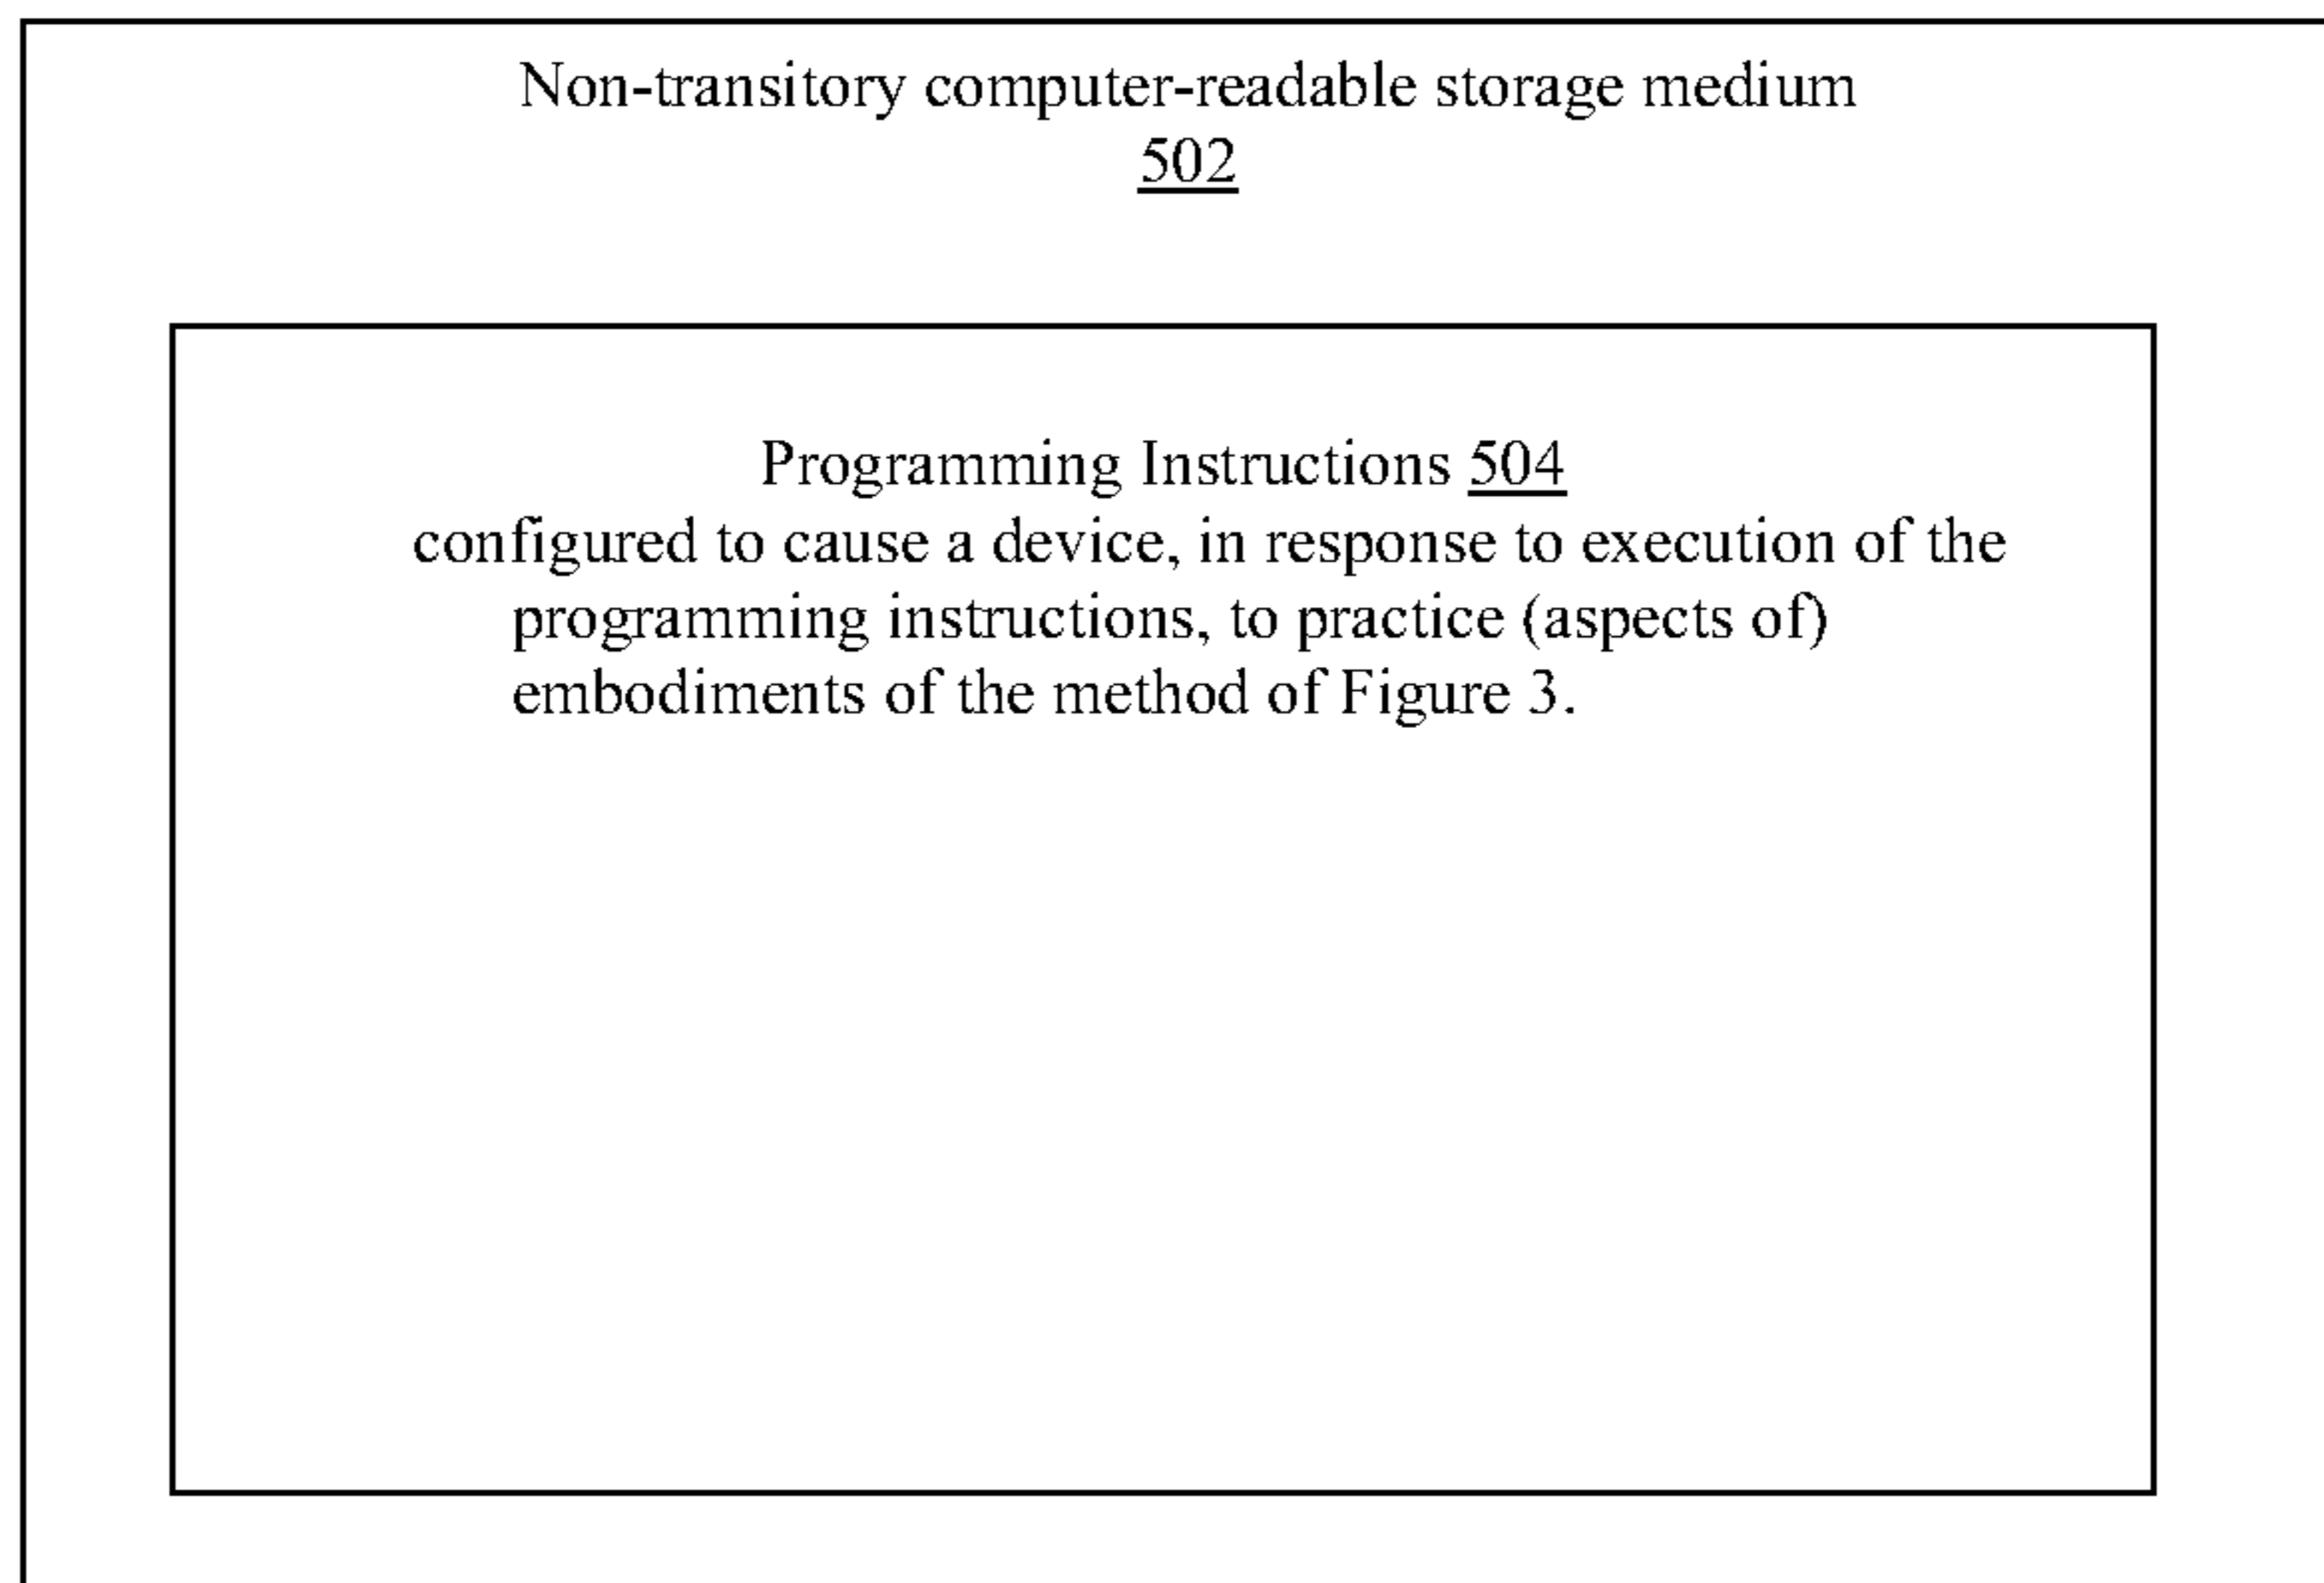 Non-transitory computer-readable storage medium
502
Programming Instructions 504
configured to cause a device, in response to execution of the
programming instructions, to practice (aspects of)
embodiments of the method of Figure 3.